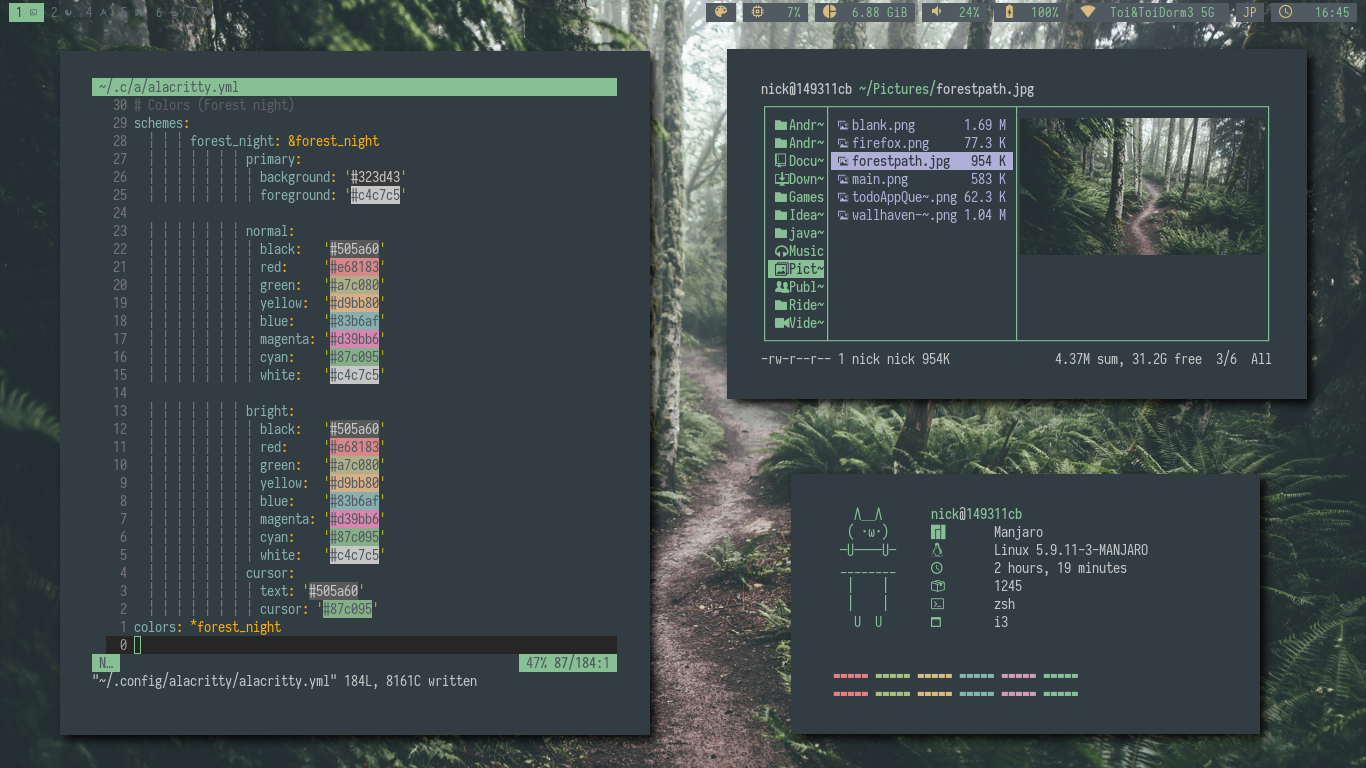 1 2 4 5 6 7
7% 6.88 GiB 24% 100% Toi&ToiDorm3 5G JP 16:45
~/.c/a/alacritty.yml
30 # Colors (Forest night)
29 schemes:
28 forest_night: &forest_night
27 primary:
26 background: '#323d43'
25 foreground: '#c4c7c5'
24
23 normal:
22 black: '#505a60'
21 red: '#e68183'
20 green: '#a7c080'
19 yellow: '#d9bb80'
18 blue: '#83b6af'
17 magenta: '#d39bb6'
16 cyan: '#87c095'
15 white: '#c4c7c5'
14
13 bright:
12 black: '#505a60'
11 red: '#e68183'
10 green: '#a7c080'
9 yellow: '#d9bb80'
8 blue: '#83b6af'
7 magenta: '#d39bb6'
6 cyan: '#87c095'
5 white: '#c4c7c5'
4 cursor:
3 text: '#505a60'
2 cursor: '#87c095'
1 colors: *forest_night
0
N… 47% 87/184:1
"~/.config/alacritty/alacritty.yml" 184L, 8161C written
nick@149311cb ~/Pictures/forestpath.jpg
Andr~
Andr~
Docu~
Down~
Games
Idea~
java~
Music
Pict~
Publ~
Ride~
Vide~
blank.png 1.69 M
firefox.png 77.3 K
forestpath.jpg 954 K
main.png 583 K
todoAppQue~.png 62.3 K
wallhaven-~.png 1.04 M
-rw-r--r-- 1 nick nick 954K 4.37M sum, 31.2G free 3/6 All
nick@149311cb
Manjaro
( ･ω･)
Linux 5.9.11-3-MANJARO
-U――U-
2 hours, 19 minutes
1245
zsh
U U i3